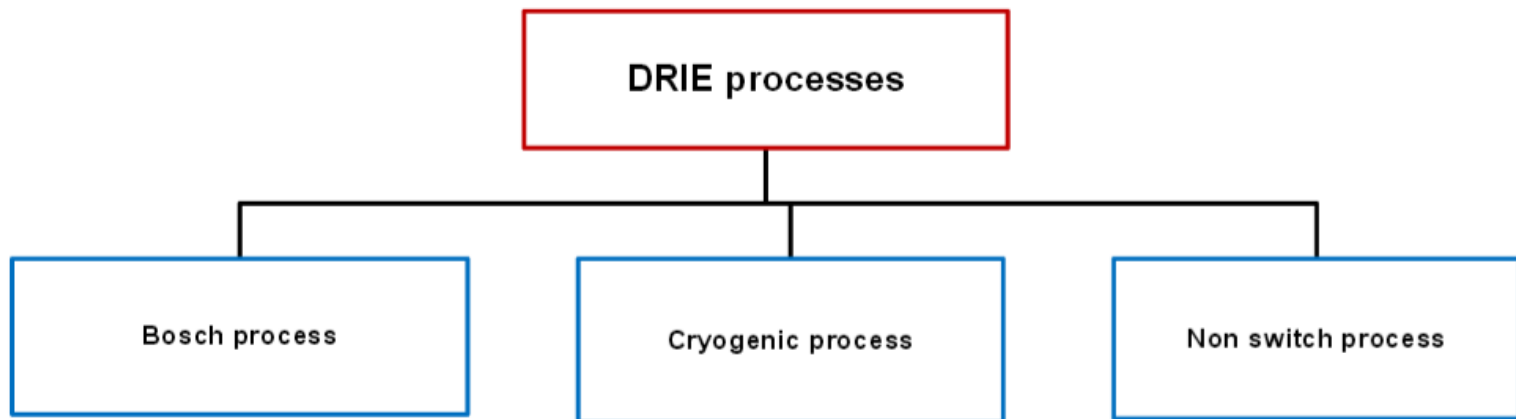 DRIE processes
Bosch process
Cryogenic process
Non switch process